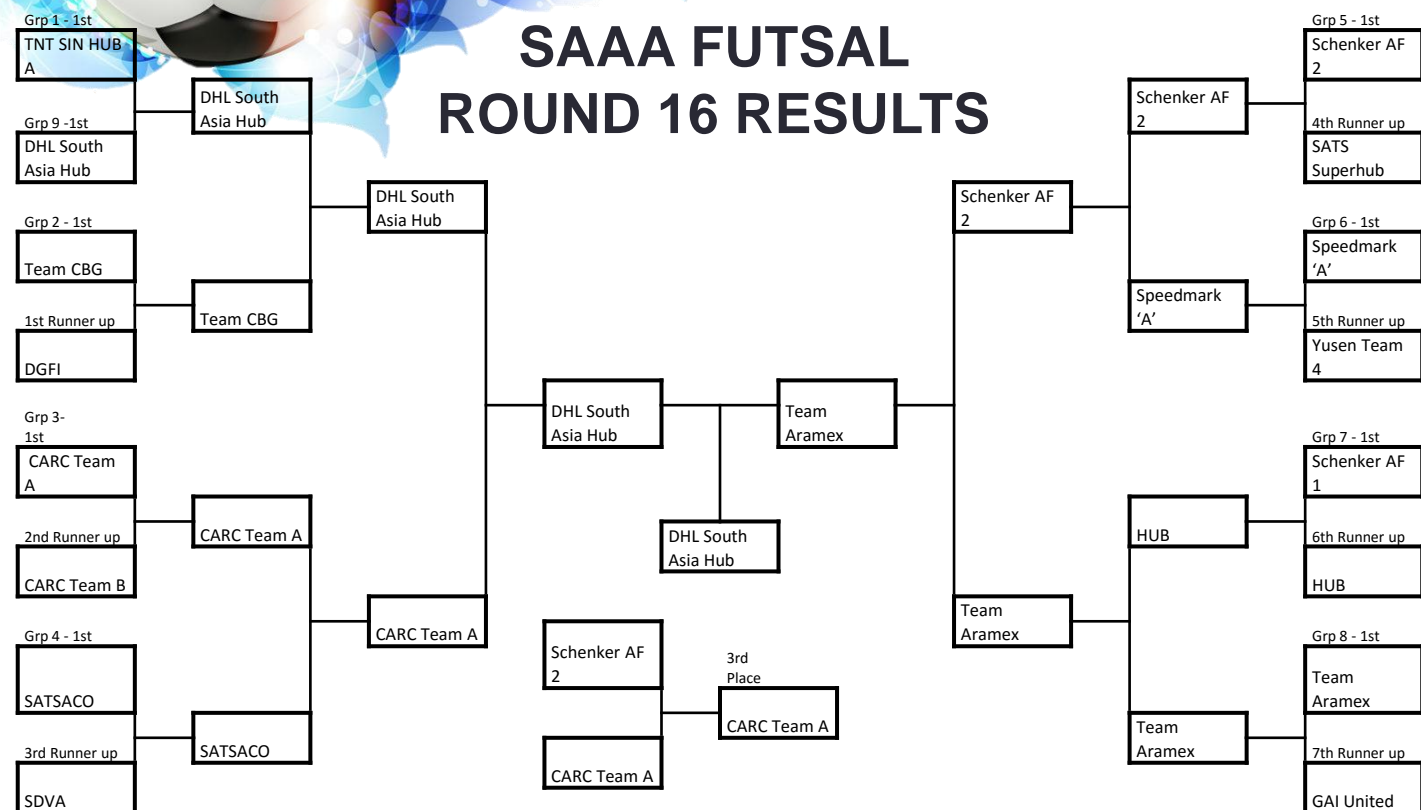 SAAA FUTSAL
ROUND 16 RESULTS
Grp 1 - 1st
TNT SIN HUB
A
Grp 9 -1st
DHL South
Asia Hub
Grp 2 - 1st
Team CBG
1st Runner up
DGFI
Grp 3-
1st
CARC Team
A
2nd Runner up
CARC Team B
Grp 4 - 1st
SATSACO
3rd Runner up
SDVA
DHL South
Asia Hub
Team CBG
CARC Team A
SATSACO
DHL South
Asia Hub
CARC Team A
DHL South
Asia Hub
Team
Aramex
DHL South
Asia Hub
Schenker AF
2
CARC Team A
3rd
Place
CARC Team A
Schenker AF
2
Team
Aramex
Schenker AF
2
Speedmark
‘A’
HUB
Team
Aramex
Grp 5 - 1st
Schenker AF
2
4th Runner up
SATS
Superhub
Grp 6 - 1st
Speedmark
‘A’
5th Runner up
Yusen Team
4
Grp 7 - 1st
Schenker AF
1
6th Runner up
HUB
Grp 8 - 1st
Team
Aramex
7th Runner up
GAI United